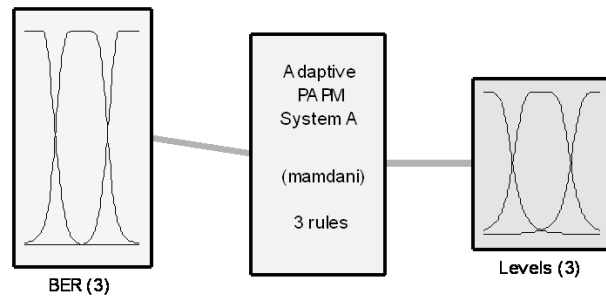 Adaptive
PAPM
System A
(mamdani)
3 rules
BER (3)
Levels (3)